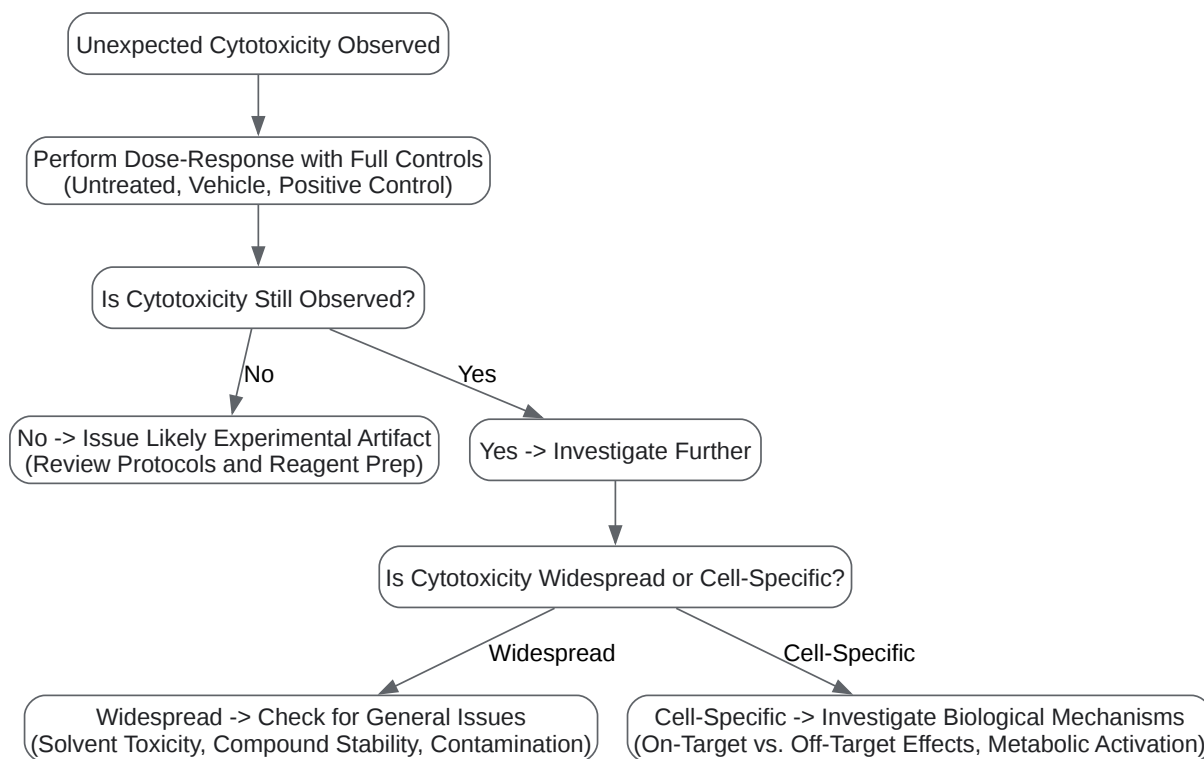 Unexpected Cytotoxicity Observed
Perform Dose-Response with Full Controls
(Untreated, Vehicle, Positive Control)
Is Cytotoxicity Still Observed?
No
Yes
No -> Issue Likely Experimental Artifact
(Review Protocols and Reagent Prep)
Yes -> Investigate Further
Is Cytotoxicity Widespread or Cell-Specific?
Widespread
Cell-Specific
Widespread -> Check for General Issues
(Solvent Toxicity, Compound Stability, Contamination)
Cell-Specific -> Investigate Biological Mechanisms
(On-Target vs. Off-Target Effects, Metabolic Activation)